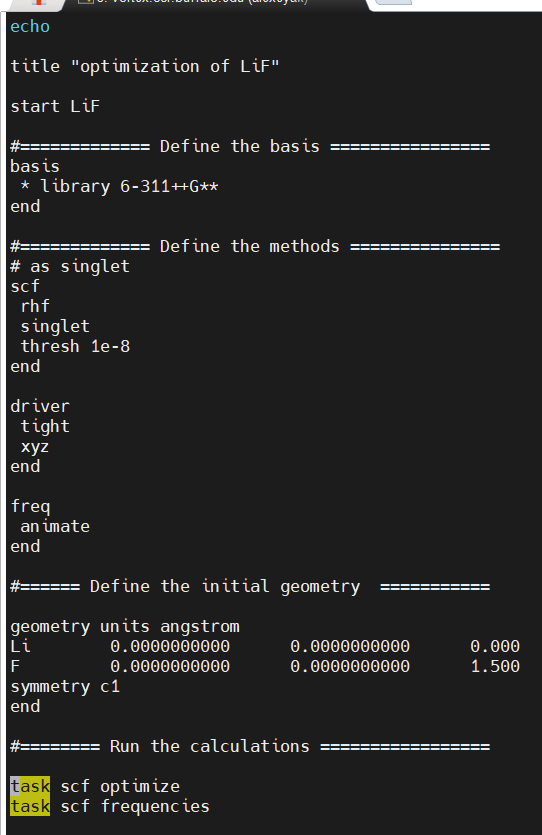 echo
title "optimization of LiF"
start LiF
#============= Define the basis ================
basis
* library 6-311++G**
end
#============= Define the methods ===============
# as singlet
scf
rhf
singlet
thresh 1e-8
end
driver
tight
xyz
end
freq
animate
end
#====== Define the initial geometry  ===========
geometry units angstrom
Li        0.0000000000      0.0000000000      0.000
F         0.0000000000      0.0000000000      1.500
symmetry c1
end
#======== Run the calculations =================
task scf optimize
task scf frequencies